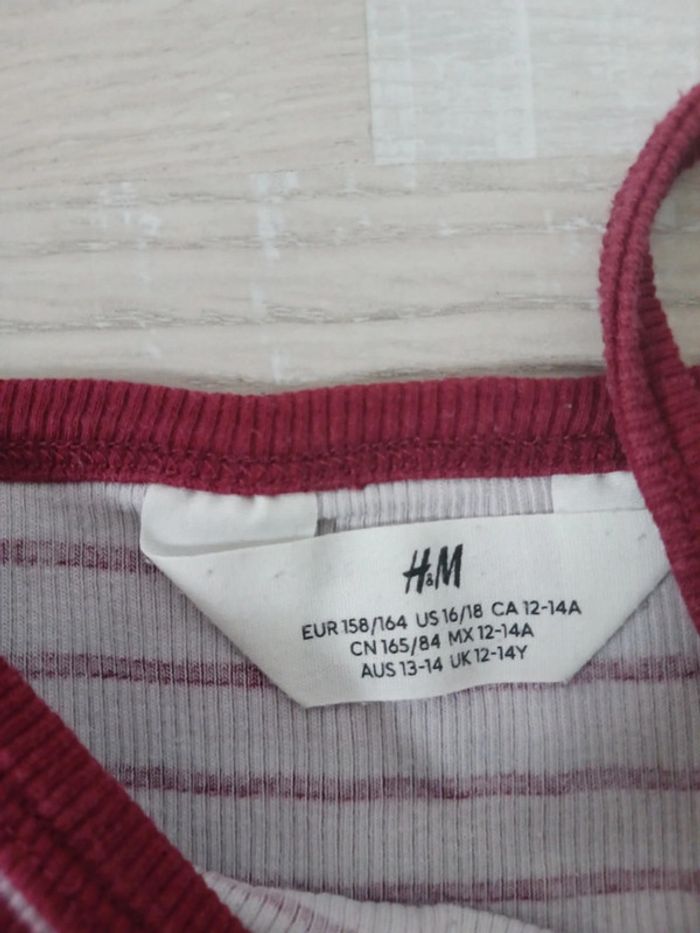 H&M
EUR 158/164 US 16/18 CA 12-14A
CN 165/84 MX 12-14A
AUS 13-14 UK 12-14Y